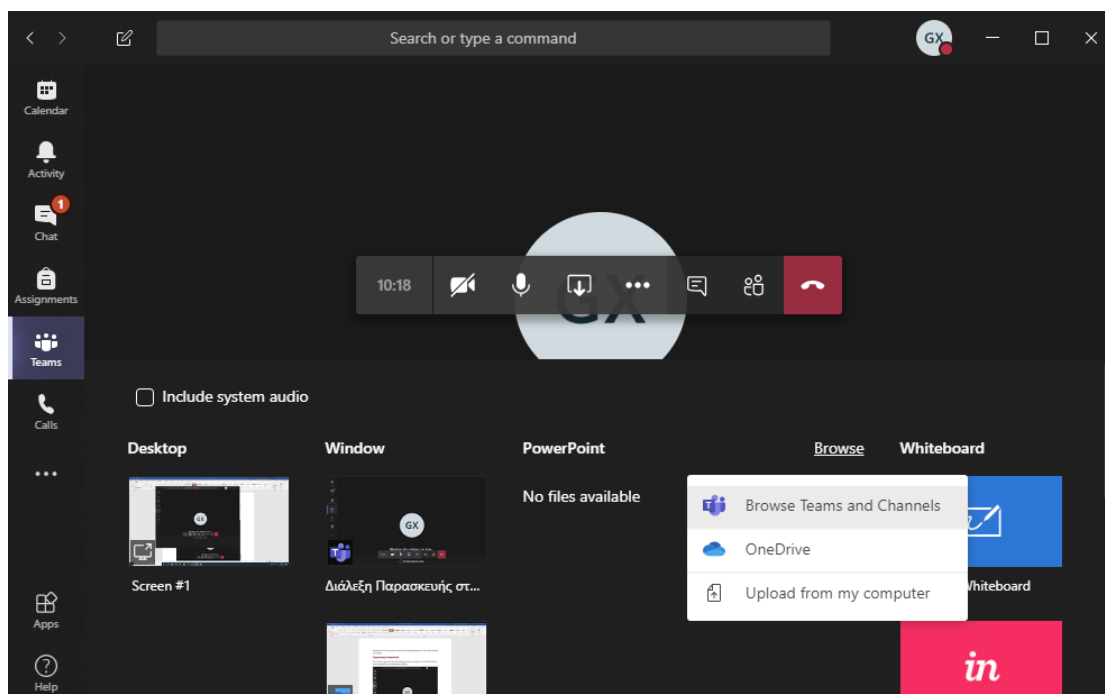 Search or type a command
GX
Calendar
Activity
1
Chat
Assignments
Teams
Calls
Apps
Help
10:18
GX
Include system audio
Desktop
Window
PowerPoint
Browse
Whiteboard
GX
GX
No files available
Browse Teams and Channels
OneDrive
Upload from my computer
Screen #1
Διάλεξη Παρασκευής στ...
Whiteboard
in